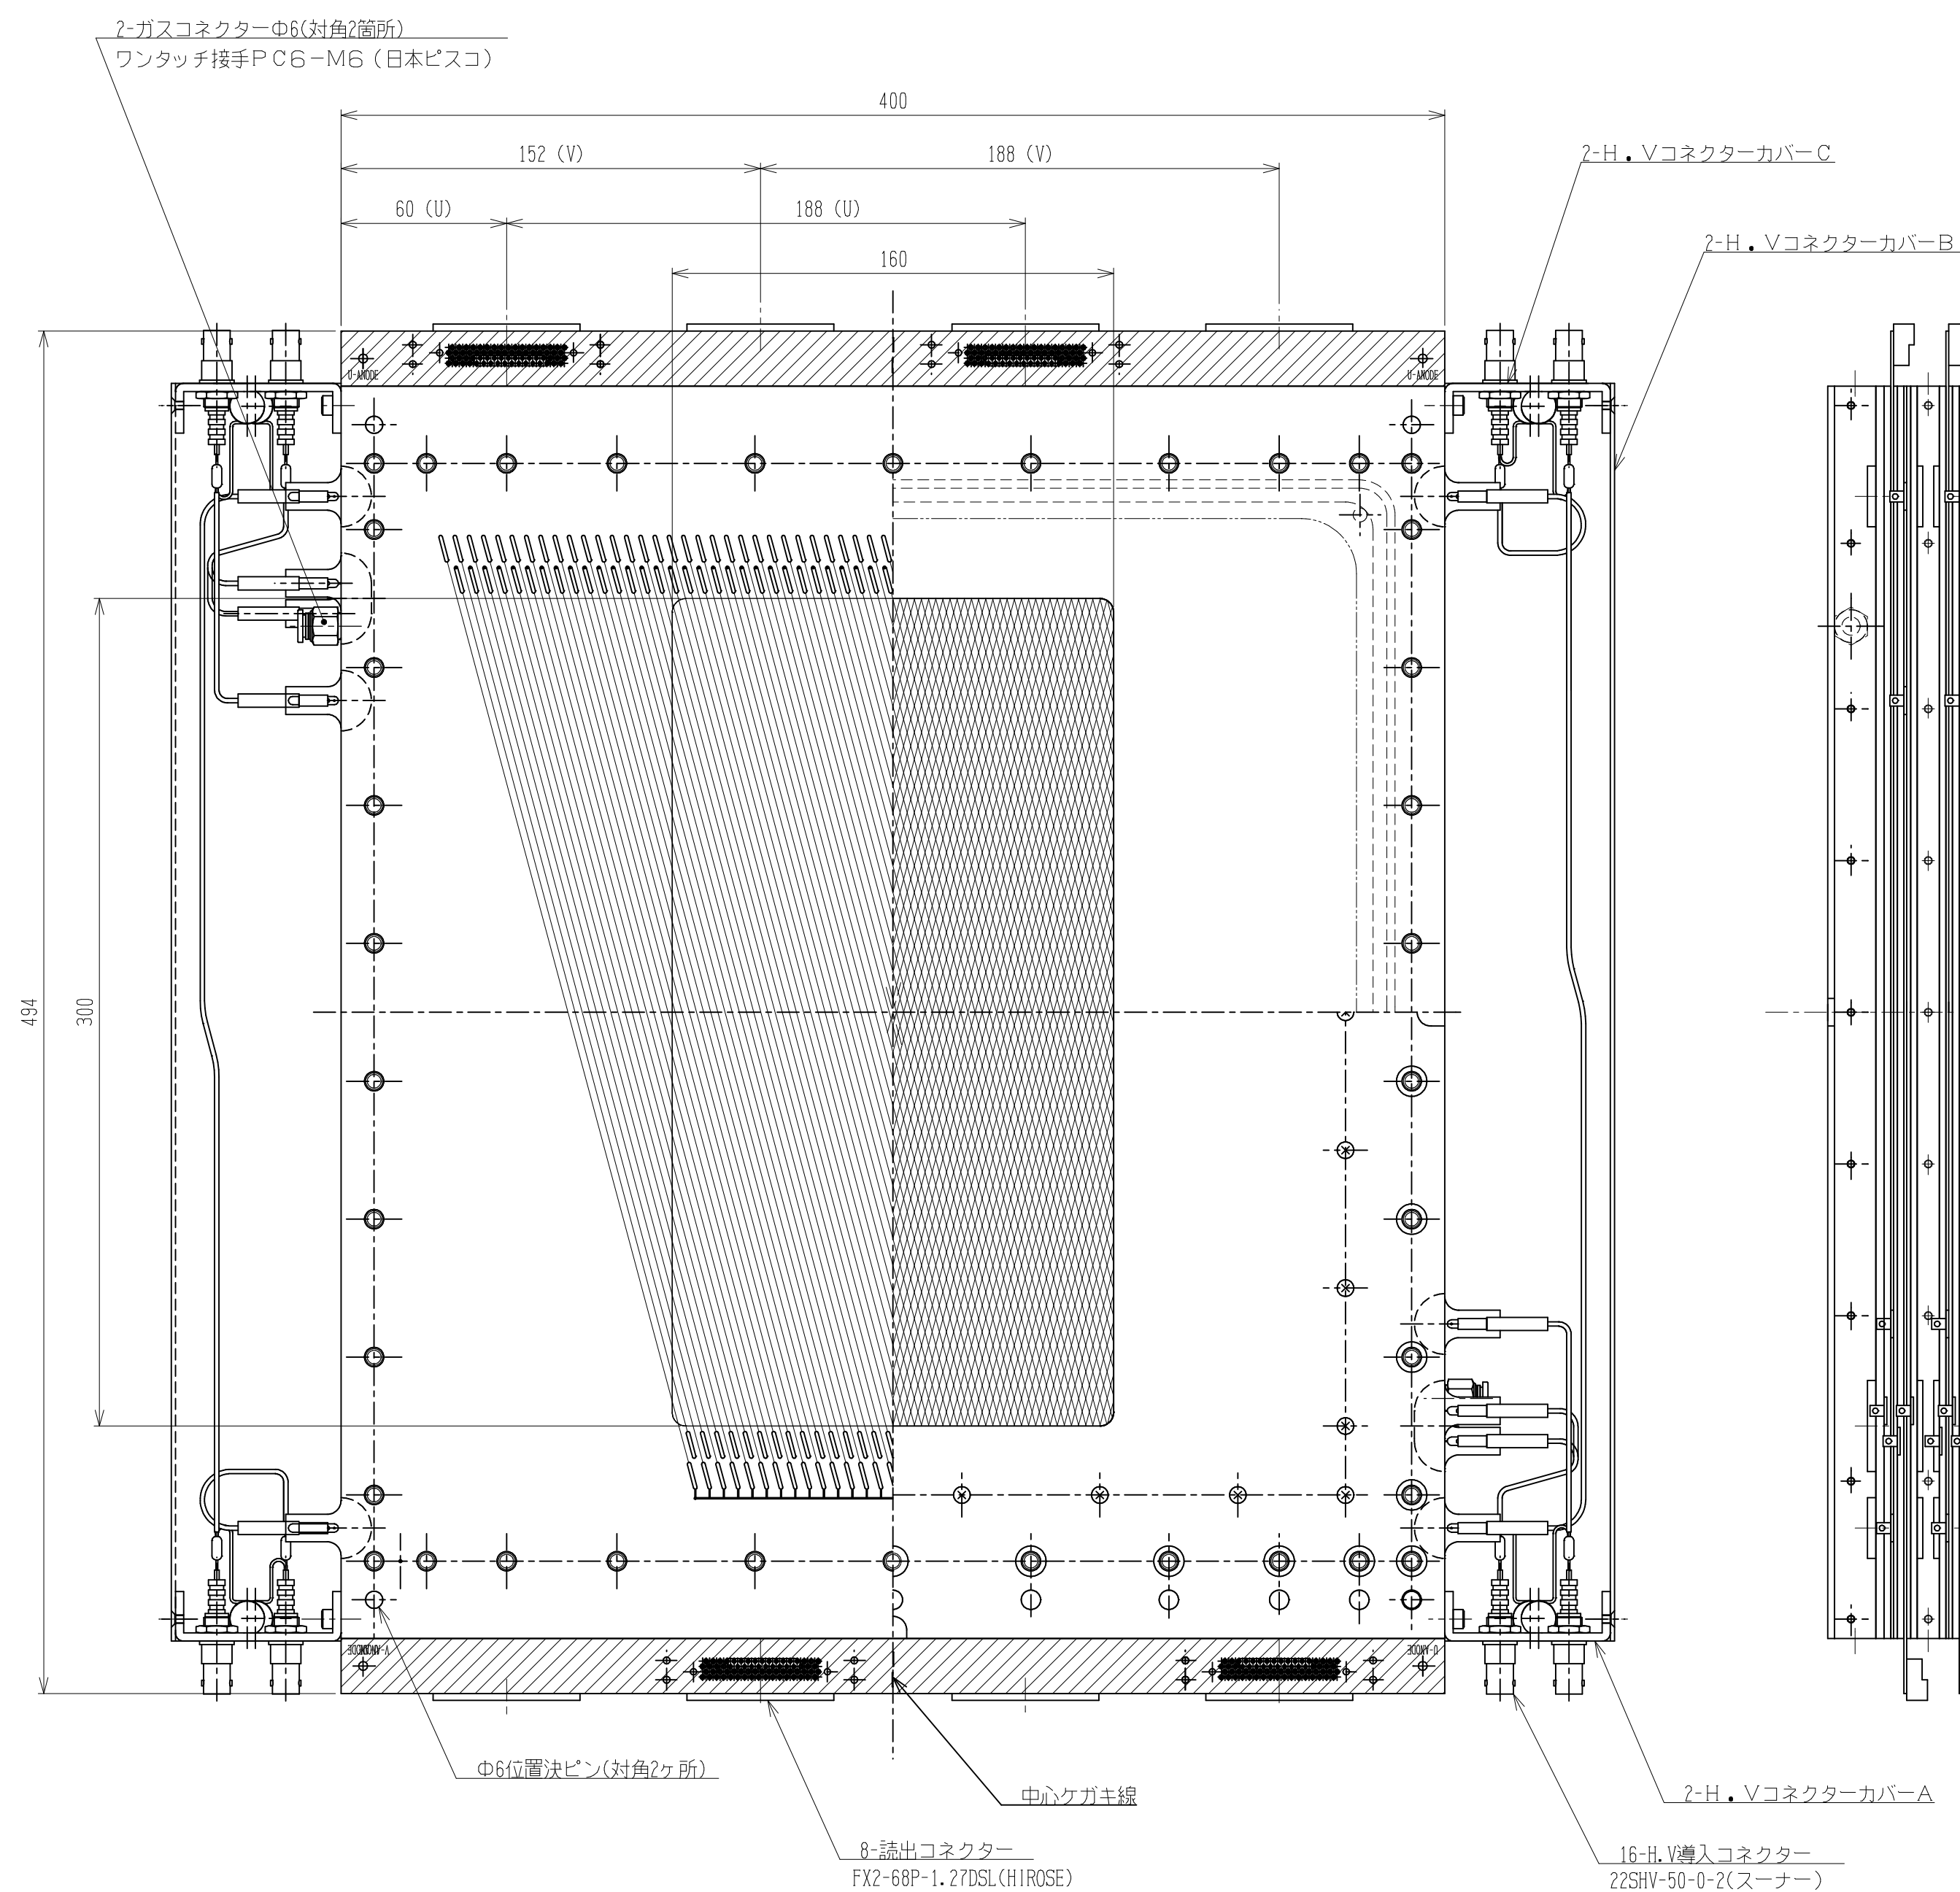 2-ガスコネクターΦ6(対角2箇所)
ワンタッチ接手PC6-M6(日本ピスコ)
400
152 (V)
188 (V)
2-H.VコネクターカバーC
60 (U)
188 (U)
2-H.VコネクターカバーB
160
U-ANODE
U-ANODE
494
300
U-ANODE
Φ6位置決ピン(対角2ヶ所)
中心ケガキ線
2-H.VコネクターカバーA
8-読出コネクター
FX2-68P-1.27DSL(HIROSE)
16-H.V導入コネクター
22SHV-50-0-2(スーナー)